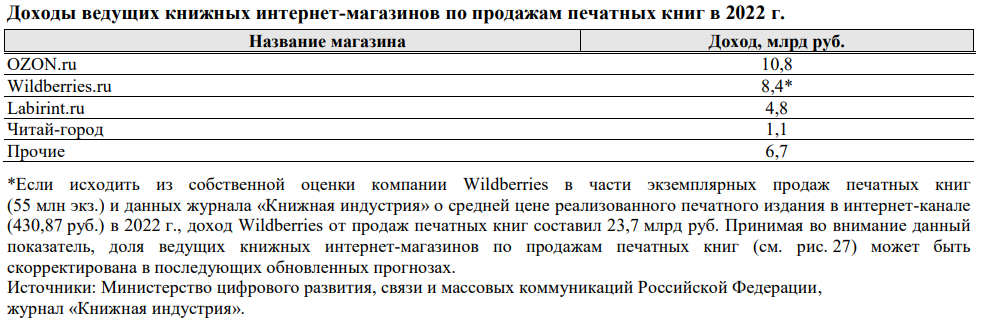 Доходы ведущих книжных интернет-магазинов по продажам печатных книг в 2022 г.
Название магазина Доход, млрд руб.
OZON.ru 10,8
Wildberries.ru 8,4*
Labirint.ru 4,8
Читай-город 1,1
Прочие 6,7
*Если исходить из собственной оценки компании Wildberries в части экземплярных продаж печатных книг
(55 млн экз.) и данных журнала «Книжная индустрия» о средней цене реализованного печатного издания в интернет-канале
(430,87 руб.) в 2022 г., доход Wildberries от продаж печатных книг составил 23,7 млрд руб. Принимая во внимание данный
показатель, доля ведущих книжных интернет-магазинов по продажам печатных книг (см. рис. 27) может быть
скорректирована в последующих обновленных прогнозах.
Источники: Министерство цифрового развития, связи и массовых коммуникаций Российской Федерации,
журнал «Книжная индустрия».